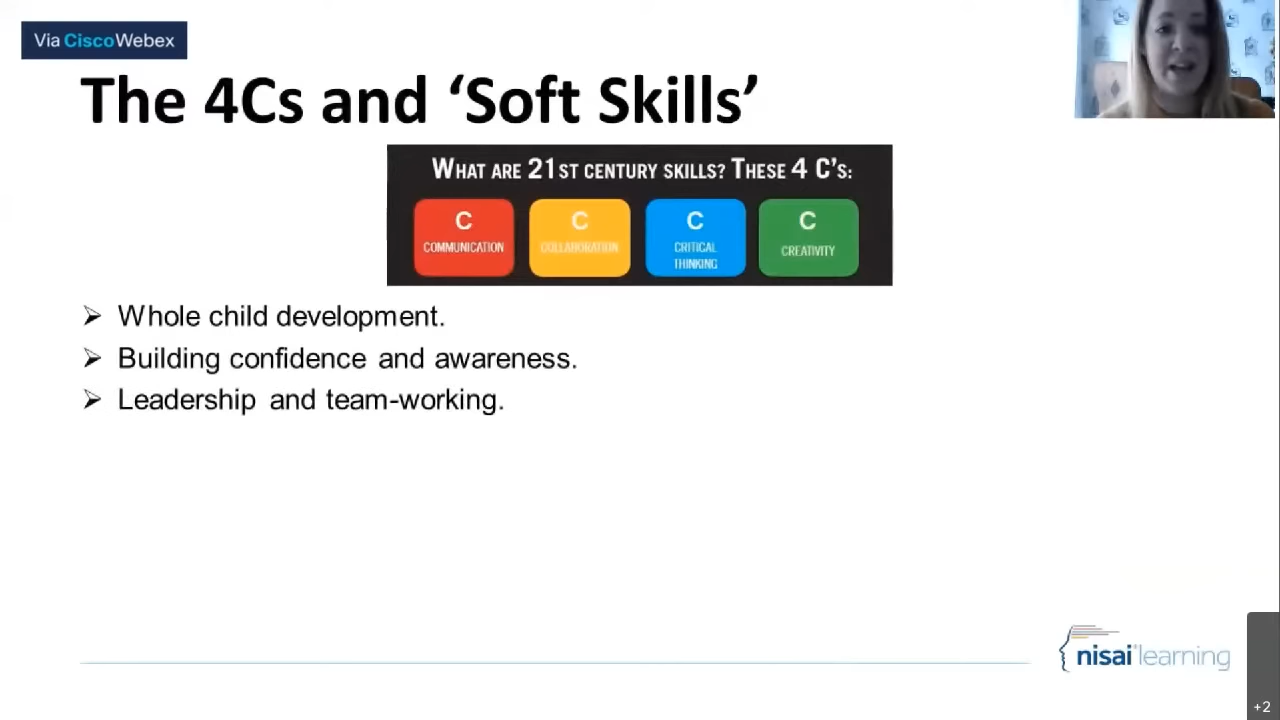 Via CiscoWebex
The 4Cs and ‘Soft Skills’
WHAT ARE 21ST CENTURY SKILLS? THESE 4 C'S:
C C C C
COMMUNICATION COLLABORATION CRITICAL THINKING CREATIVITY
Whole child development.
Building confidence and awareness.
Leadership and team-working.
nisai learning
+2